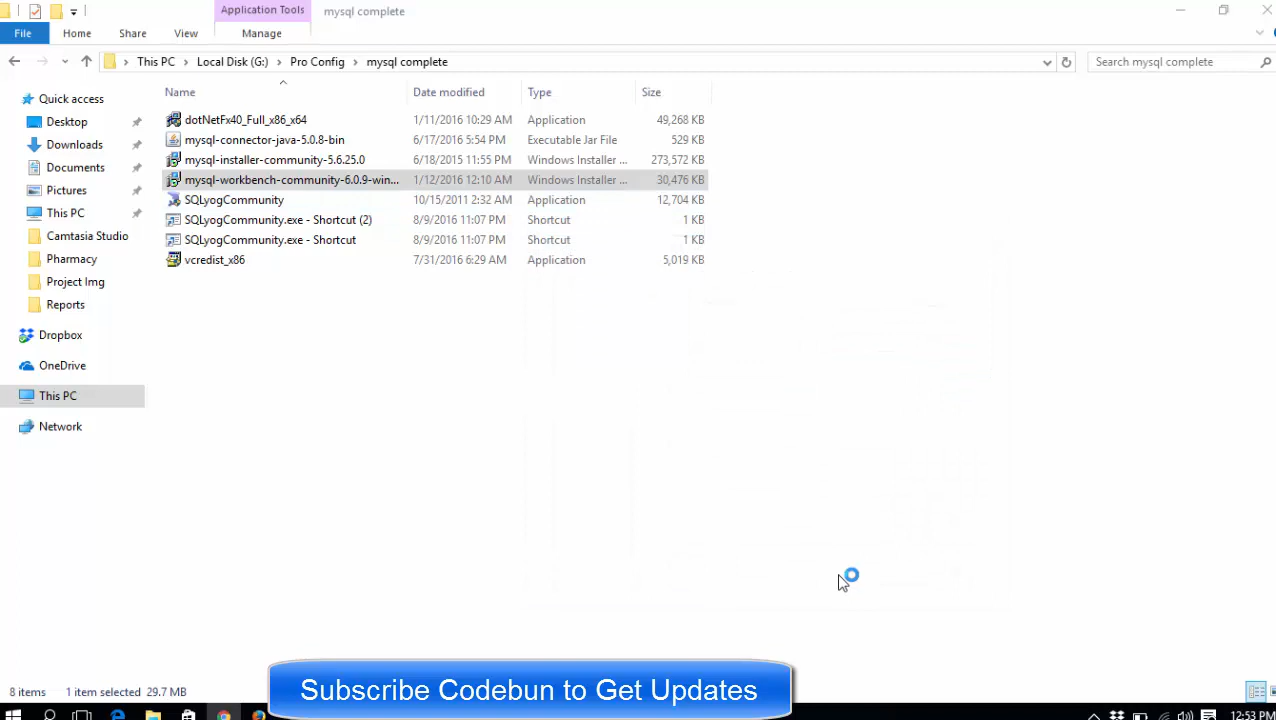 Application Tools
mysql complete
File
Home
Share
View
Manage
This PC
Local Disk (G:)
Pro Config
mysql complete
Search mysql complete
Name
Date modified
Type
Size
Quick access
Desktop
Downloads
Documents
Pictures
This PC
Camtasia Studio
Pharmacy
Project Img
Reports
Dropbox
OneDrive
This PC
Network
dotNetFx40_Full_x86_x64 1/11/2016 10:29 AM Application 49,268 KB
mysql-connector-java-5.0.8-bin 6/17/2016 5:54 PM Executable Jar File 529 KB
mysql-installer-community-5.6.25.0 6/18/2015 11:55 PM Windows Installer ... 273,572 KB
mysql-workbench-community-6.0.9-win... 1/12/2016 12:10 AM Windows Installer ... 30,476 KB
SQLyogCommunity 10/15/2011 2:32 AM Application 12,704 KB
SQLyogCommunity.exe - Shortcut (2) 8/9/2016 11:07 PM Shortcut 1 KB
SQLyogCommunity.exe - Shortcut 8/9/2016 11:07 PM Shortcut 1 KB
vcredist_x86 7/31/2016 6:29 AM Application 5,019 KB
8 items 1 item selected 29.7 MB
Subscribe Codebun to Get Updates
12:53 PM